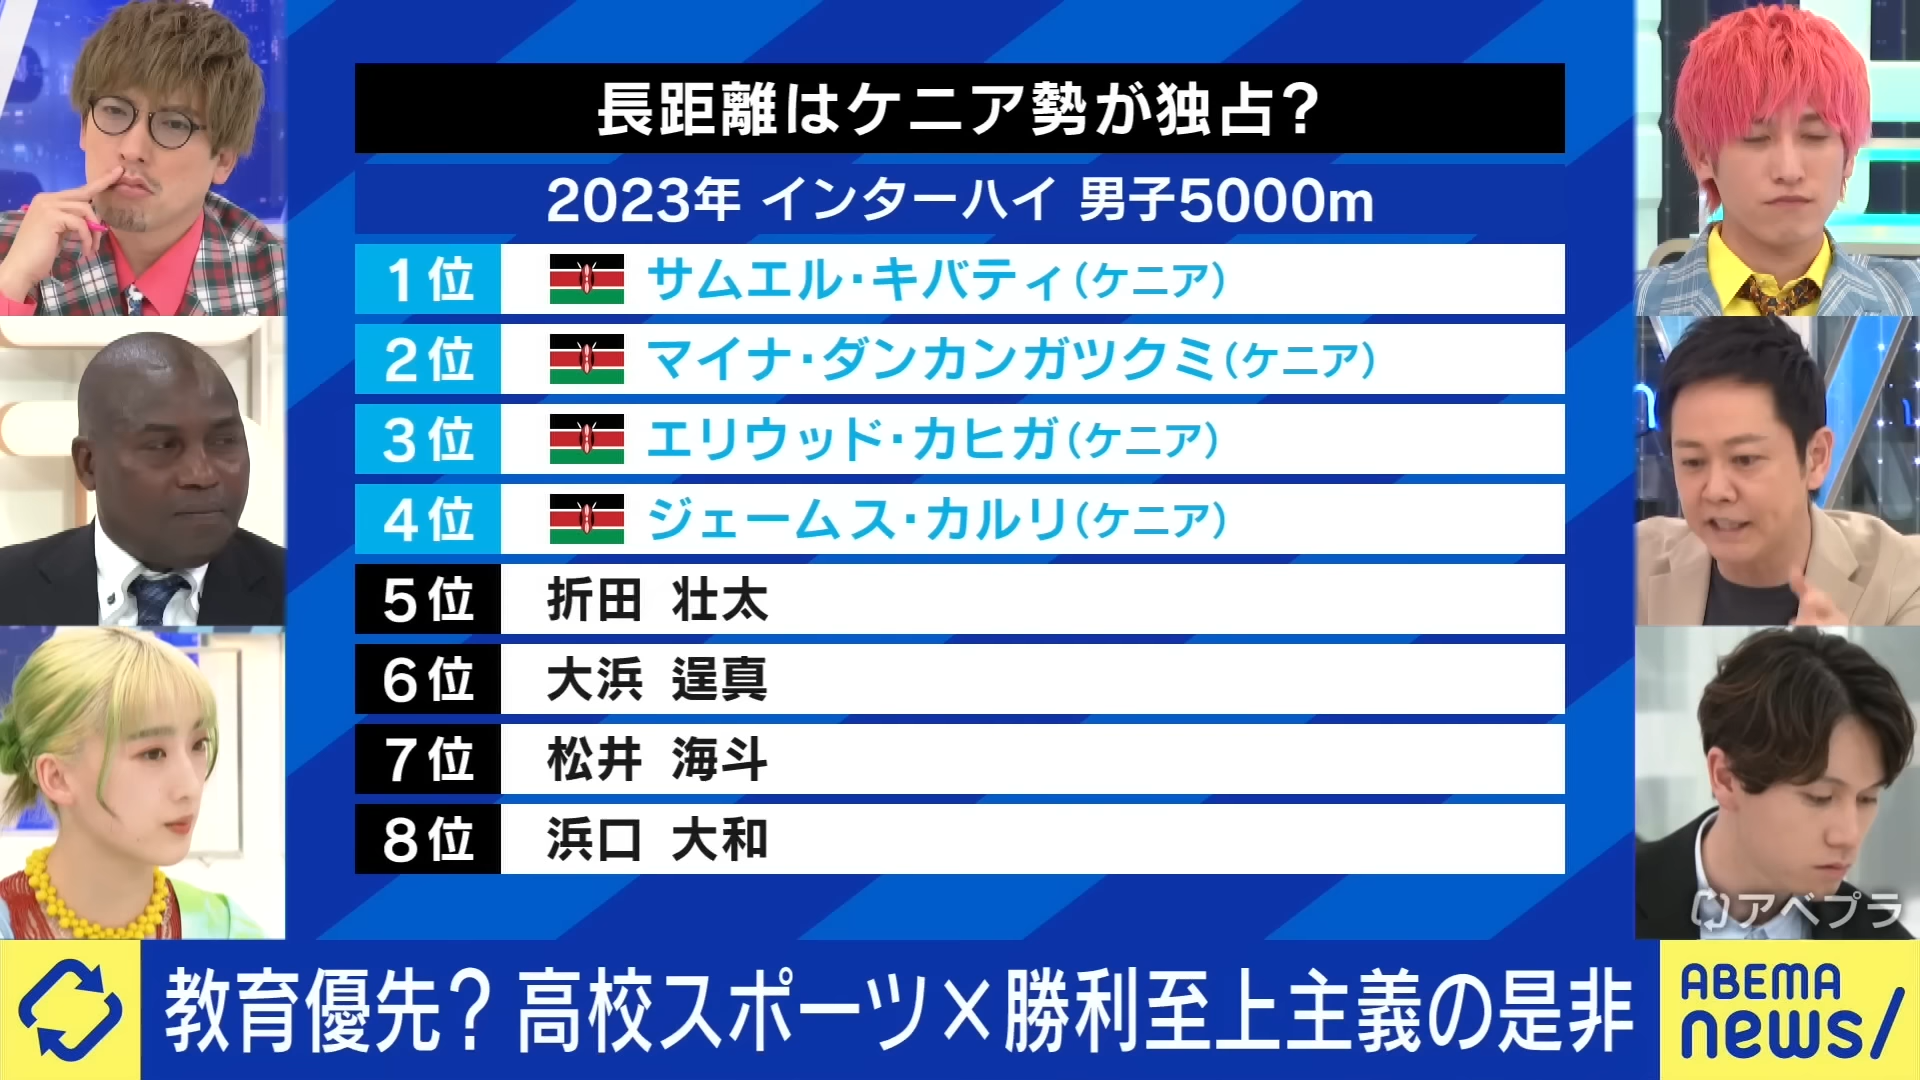 長距離はケニア勢が独占?
2023年 インターハイ 男子5000m
1位 サムエル・キバティ(ケニア)
2位 マイナ・ダンカンガツクミ(ケニア)
3位 エリウッド・カヒガ(ケニア)
4位 ジェームス・カルリ(ケニア)
5位 折田 壮太
6位 大浜 逞真
7位 松井 海斗
8位 浜口 大和
アベプラ
教育優先? 高校スポーツ×勝利至上主義の是非
ABEMA
news/